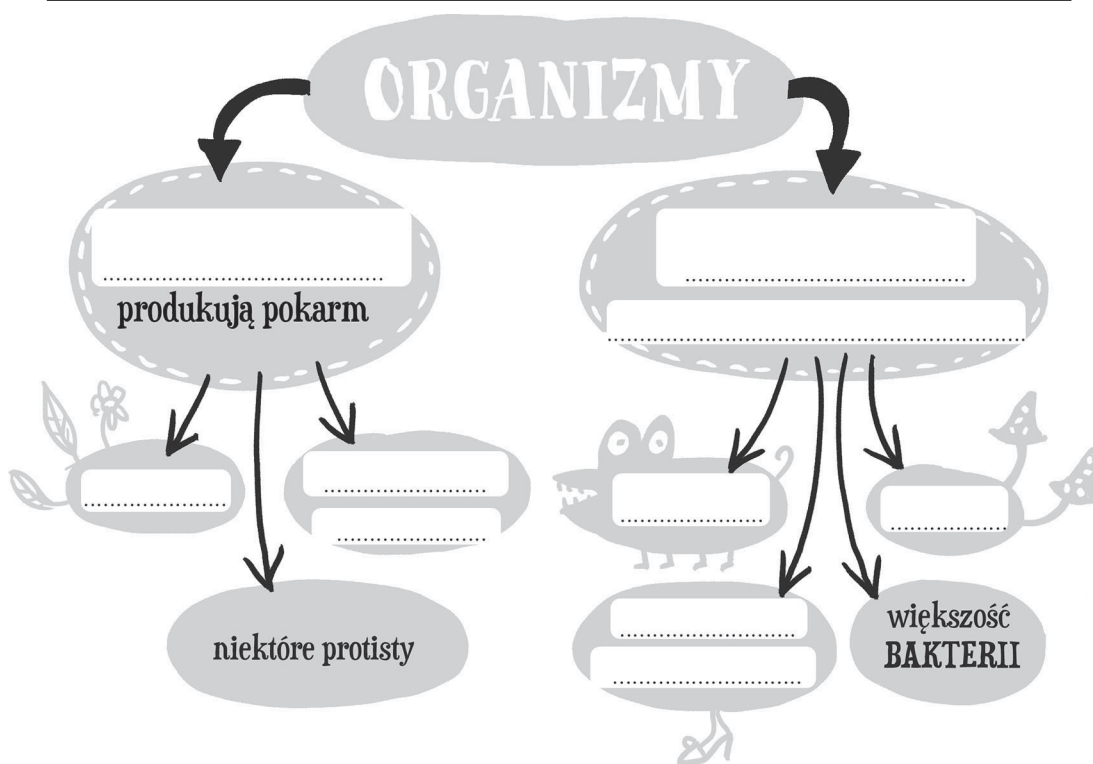 ORGANIZMY
produkują pokarm
niektóre protisty
większość
BAKTERII